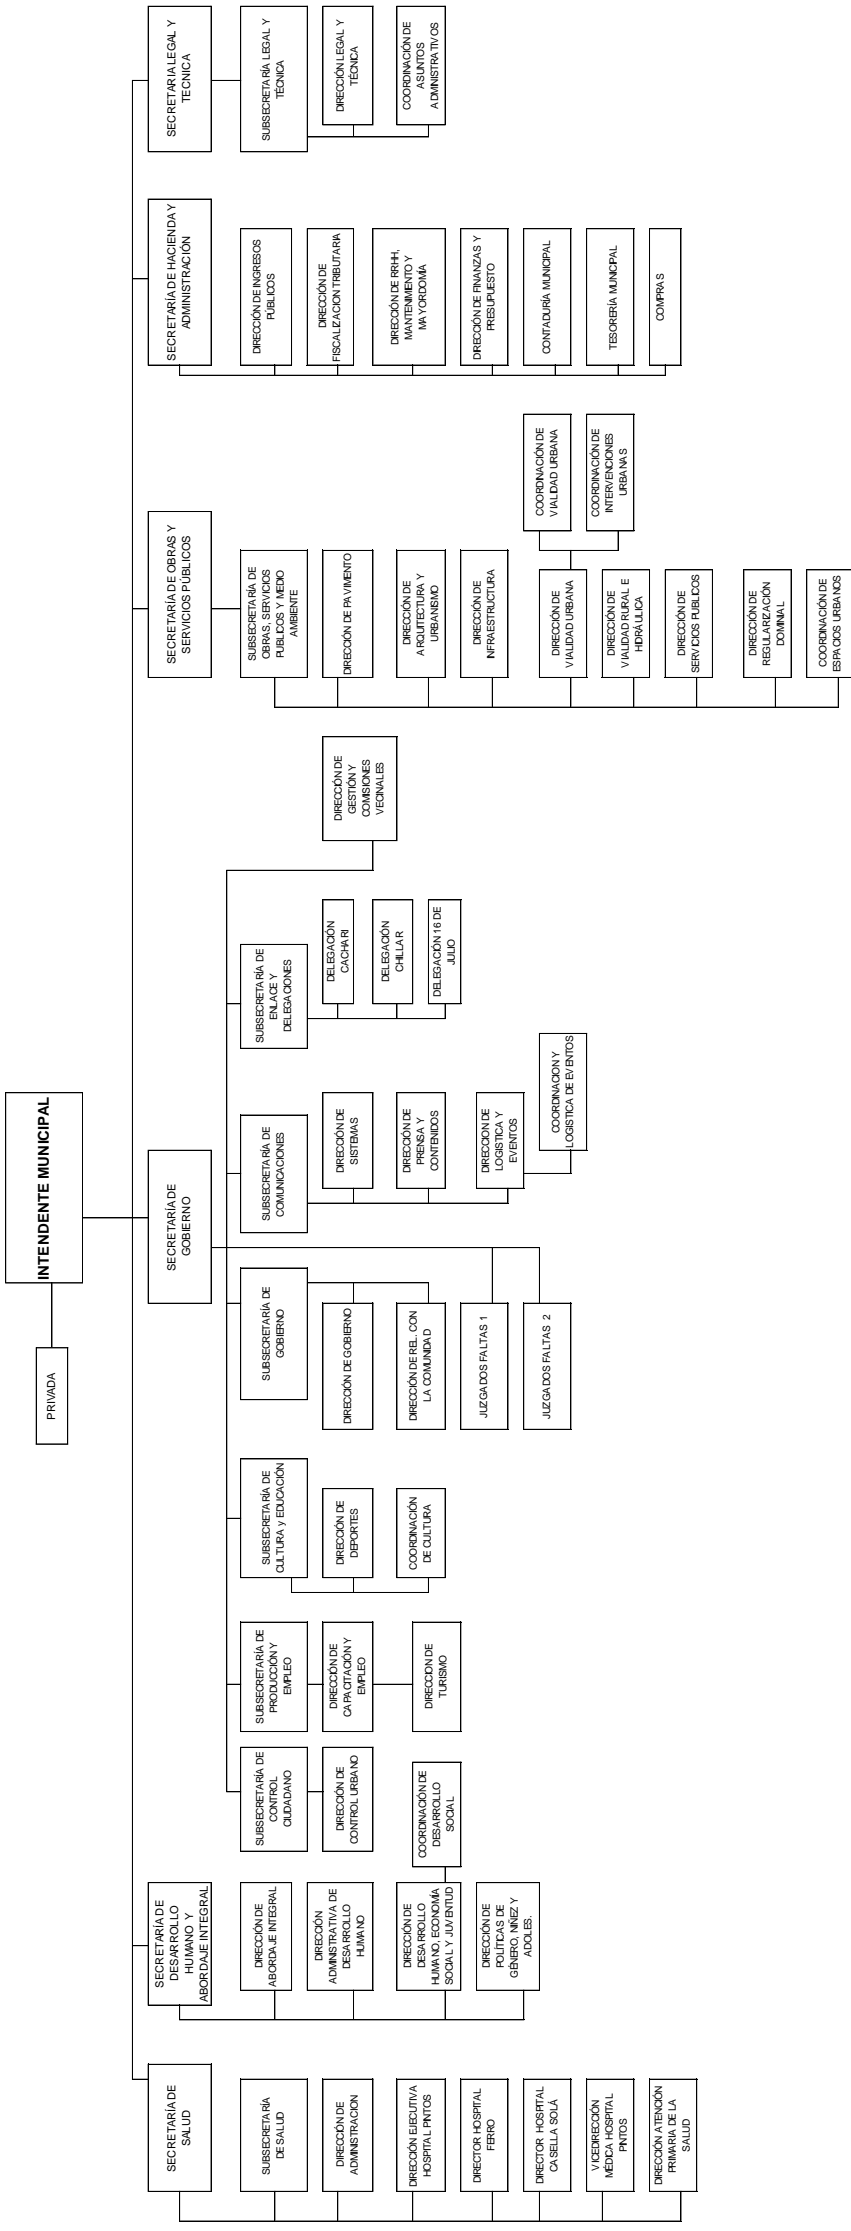 INTENDENTE MUNICIPAL
PRIVADA
SECRETARÍA DE
SALUD
SUBSECRETARÍA
DE SALUD
DIRECCIÓN DE
ADMINISTRACION
DIRECCIÓN EJECUTIVA
HOSPITAL PINTOS
DIRECTOR HOSPITAL
FERRO
DIRECTOR HOSPITAL
CASELLA SOLÁ
VICEDIRECCIÓN
MÉDICA HOSPITAL
PINTOS
DIRECCIÓN ATENCIÓN
PRIMARIA DE LA
SALUD
SECRETARÍA DE
DESARROLLO
HUMANO Y
ABORDAJE INTEGRAL
DIRECCIÓN DE
ABORDAJE INTEGRAL
DIRECCIÓN
ADMINISTRATIVA DE
DESARROLLO
HUMANO
DIRECCIÓN DE
DESARROLLO
HUMANO, ECONOMÍA
SOCIAL Y JUVENTUD
COORDINACIÓN DE
DESARROLLO
SOCIAL
DIRECCIÓN DE
POLÍTICAS DE
GÉNERO, NIÑEZ Y
ADOLES.
SECRETARÍA DE
GOBIERNO
SUBSECRETARÍA DE
CONTROL
CIUDADANO
DIRECCIÓN DE
CONTROL URBANO
SUBSECRETARÍA DE
PRODUCCIÓN Y
EMPLEO
DIRECCIÓN DE
CAPACITACIÓN Y
EMPLEO
DIRECCION DE
TURISMO
SUBSECRETARÍA DE
CULTURA y EDUCACIÓN
DIRECCIÓN DE
DEPORTES
COORDINACIÓN
DE CULTURA
SUBSECRETARÍA DE
GOBIERNO
DIRECCIÓN DE GOBIERNO
DIRECCIÓN DE REL. CON
LA COMUNIDAD
JUZGADOS FALTAS 1
JUZGADOS FALTAS 2
SUBSECRETARÍA DE
COMUNICACIONES
DIRECCIÓN DE
SISTEMAS
DIRECCIÓN DE
PRENSA Y
CONTENIDOS
DIRECCION DE
LOGISTICA Y
EVENTOS
COORDINACION Y
LOGISTICA DE EVENTOS
SUBSECRETARÍA DE
ENLACE Y
DELEGACIONES
DELEGACIÓN
CACHARI
DELEGACIÓN
CHILLAR
DELEGACIÓN 16 DE
JULIO
DIRECCIÓN DE
GESTIÓN Y
COMISIONES
VECINALES
SECRETARÍA DE OBRAS Y
SERVICIOS PÚBLICOS
SUBSECRETARÍA DE
OBRAS, SERVICIOS
PUBLICOS Y MEDIO
AMBIENTE
DIRECCIÓN DE PAVIMENTO
DIRECCIÓN DE
ARQUITECTURA Y
URBANISMO
DIRECCIÓN DE
INFRAESTRUCTURA
DIRECCIÓN DE
VIALIDAD URBANA
COORDINACIÓN DE
VIALIDAD URBANA
COORDINACIÓN DE
INTERVENCIONES
URBANAS
DIRECCIÓN DE
VIALIDAD RURAL E
HIDRÁULICA
DIRECCIÓN DE
SERVICIOS PUBLICOS
DIRECCIÓN DE
REGULARIZACIÓN
DOMINIAL
COORDINACIÓN DE
ESPACIOS URBANOS
SECRETARÍA DE HACIENDA Y
ADMINISTRACIÓN
DIRECCIÓN DE INGRESOS
PÚBLICOS
DIRECCIÓN DE
FISCALIZACION TRIBUTARIA
DIRECCIÓN DE RRHH,
MANTENIMIENTO Y
MAYORDOMÍA
DIRECCIÓN DE FINANZAS Y
PRESUPUESTO
CONTADURÍA MUNICIPAL
TESORERÍA MUNICIPAL
COMPRAS
SECRETARIA LEGAL Y
TECNICA
SUBSECRETARÍA LEGAL Y
TÉCNICA
DIRECCIÓN LEGAL Y
TÉCNICA
COORDINACIÓN DE
ASUNTOS
ADMINISTRATIVOS